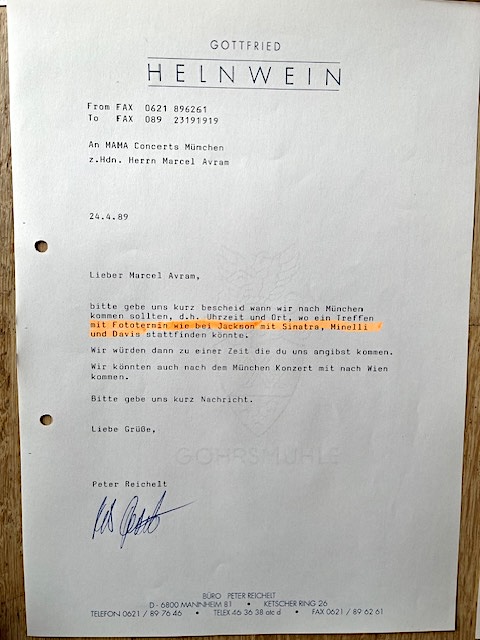 GOTTFRIED
HELNWEIN
From FAX 0621 896261
To FAX 089 23191919
An MAMA Concerts München
z.Hdn. Herrn Marcel Avram
24.4.89
Lieber Marcel Avram,
bitte gebe uns kurz bescheid wann wir nach München
kommen sollten, d.h. Uhrzeit und Ort, wo ein Treffen
mit Fototermin wie bei Jackson mit Sinatra, Minelli
und Davis stattfinden könnte.
Wir würden dann zu einer Zeit die du uns angibst kommen.
Wir könnten auch nach dem München Konzert mit nach Wien
kommen.
Bitte gebe uns kurz Nachricht.
Liebe Grüße,
GOHRSMÜHLE
Peter Reichelt
BÜRO PETER REICHELT
D - 6800 MANNHEIM 81 • KETSCHER RING 26
TELEFON 0621 / 89 76 46 • TELEX 46 36 38 atc d • FAX 0621 / 89 62 61